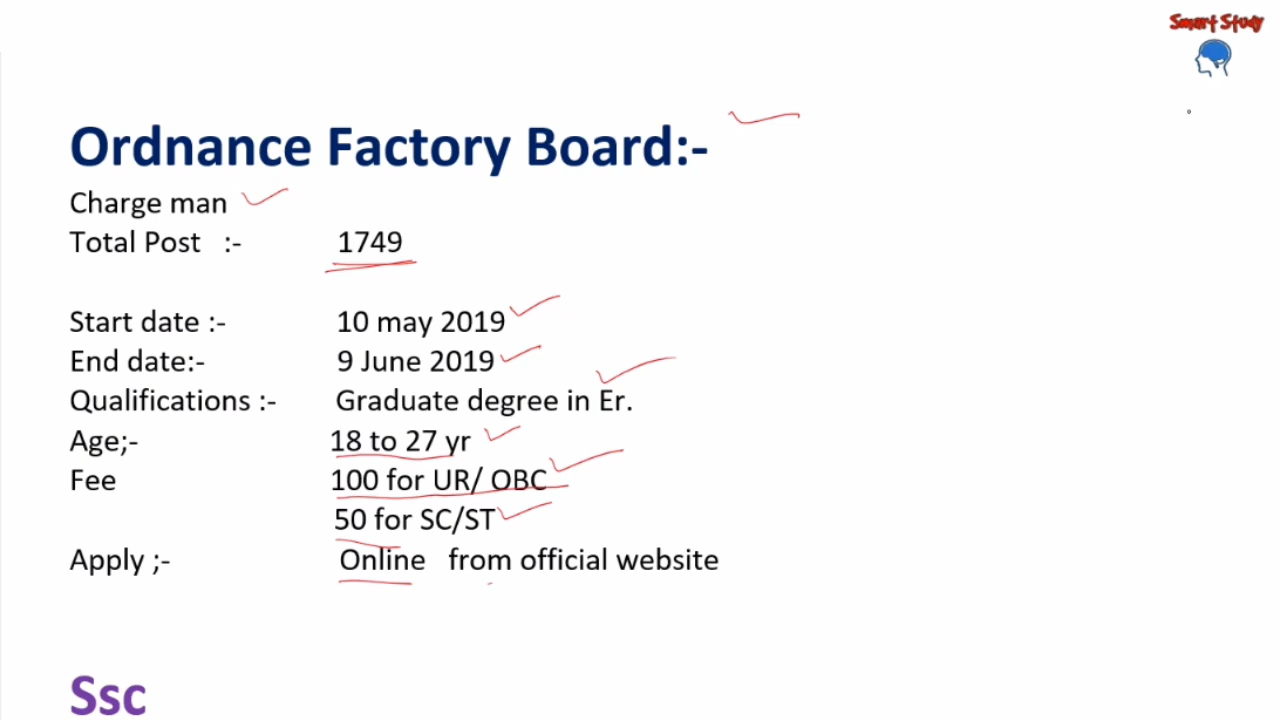 Smart Study
Ordnance Factory Board:-
Charge man
Total Post :- 1749
Start date :- 10 may 2019
End date:- 9 June 2019
Qualifications :- Graduate degree in Er.
Age;- 18 to 27 yr
Fee 100 for UR/ OBC
50 for SC/ST
Apply ;- Online from official website
Ssc